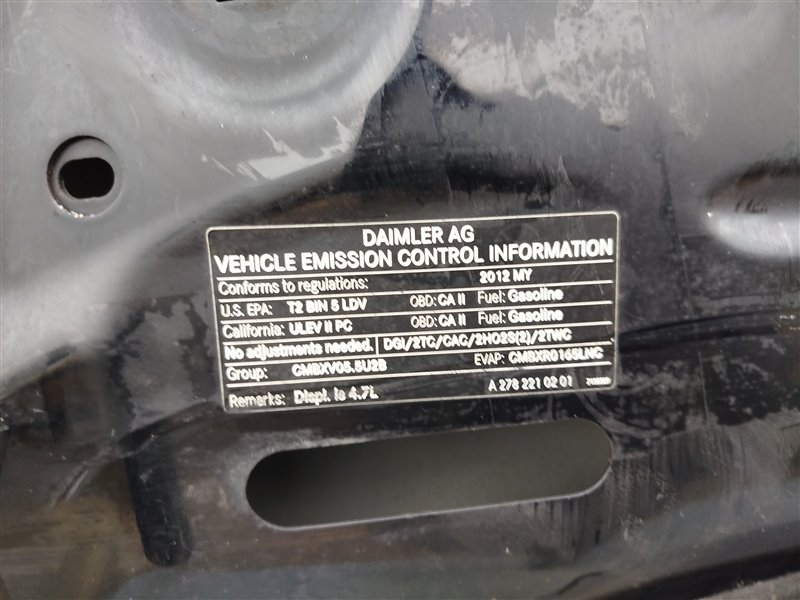 DAIMLER AG
VEHICLE EMISSION CONTROL INFORMATION
Conforms to regulations: 2012 MY
U.S. EPA: T2 BIN 5 LDV OBD: CA II Fuel: Gasoline
California: ULEV II PC OBD: CA II Fuel: Gasoline
No adjustments needed. DGI/2TC/CAC/2HO2S(2)/2TWC
Group: CMBXV05.5U2B EVAP: CMBXR0165LNC
Remarks: Displ. is 4.7L A 278 221 02 01